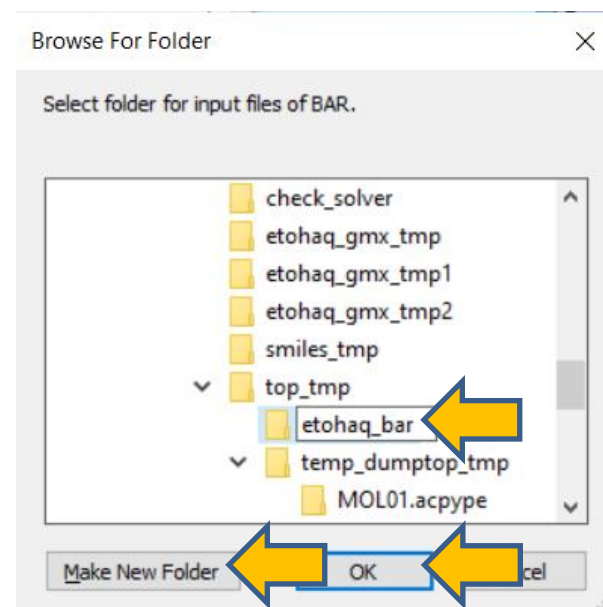 Browse For Folder
Select folder for input files of BAR.
check_solver
etohaq_gmx_tmp
etohaq_gmx_tmp1
etohaq_gmx_tmp2
smiles_tmp
top_tmp
etohaq_bar
temp_dumptop_tmp
MOL01.acpype
Make New Folder OK